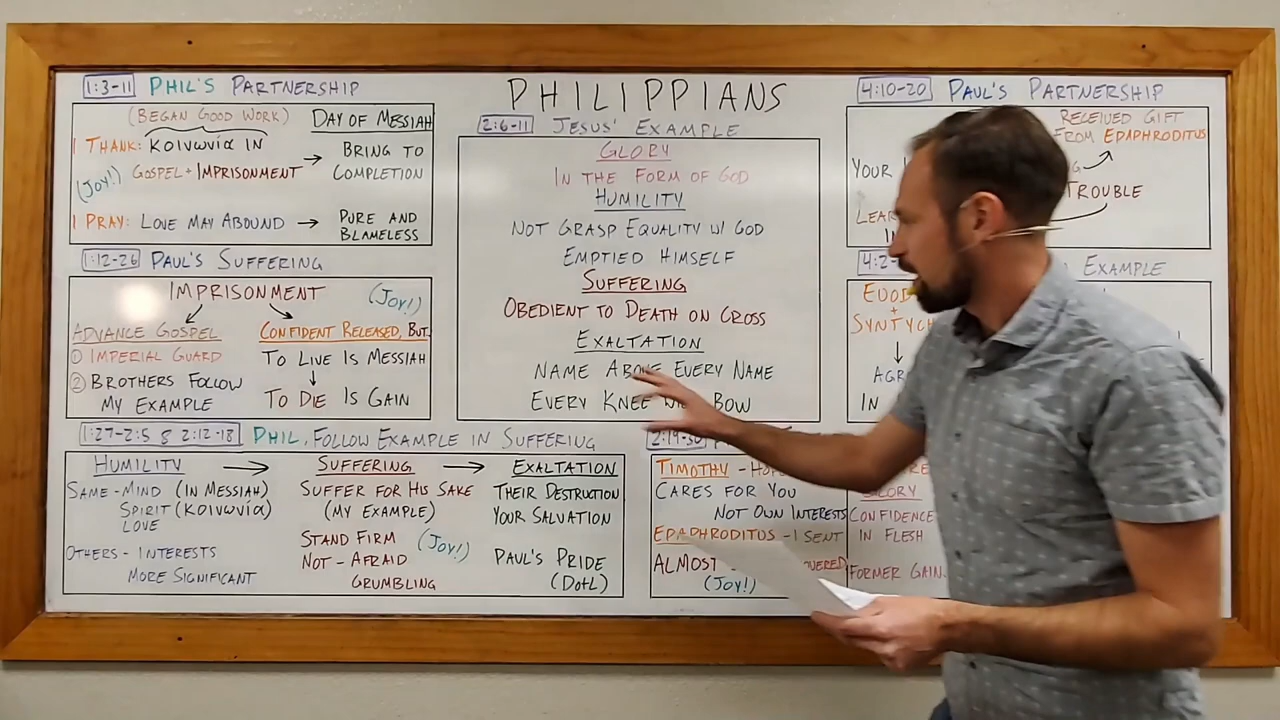 PHILIPPIANS
1:3-11 PHIL'S PARTNERSHIP
(BEGAN GOOD WORK)
I THANK: Κοινωνία IN
(JOY!) GOSPEL + IMPRISONMENT →
I PRAY: LOVE MAY ABOUND →
DAY OF MESSIAH
BRING TO
COMPLETION
PURE AND
BLAMELESS
1:12-26 PAUL'S SUFFERING
IMPRISONMENT (JOY!)
ADVANCE GOSPEL
① IMPERIAL GUARD
② BROTHERS FOLLOW
MY EXAMPLE
CONFIDENT RELEASED, BUT
TO LIVE IS MESSIAH
↓
TO DIE IS GAIN
1:27-2:5 & 2:12-18 PHIL, FOLLOW EXAMPLE IN SUFFERING
HUMILITY →
SAME-MIND (IN MESSIAH)
SPIRIT (Κοινωνία)
LOVE
OTHERS - INTERESTS
MORE SIGNIFICANT
SUFFERING →
SUFFER FOR HIS SAKE
(MY EXAMPLE)
STAND FIRM (JOY!)
NOT - AFRAID
GRUMBLING
EXALTATION
THEIR DESTRUCTION
YOUR SALVATION
PAUL'S PRIDE
(DotL)
2:6-11 JESUS' EXAMPLE
GLORY
IN THE FORM OF GOD
HUMILITY
NOT GRASP EQUALITY W/ GOD
EMPTIED HIMSELF
SUFFERING
OBEDIENT TO DEATH ON CROSS
EXALTATION
NAME ABOVE EVERY NAME
EVERY KNEE WILL BOW
2:19-30
TIMOTHY -
CARES FOR YOU
NOT OWN INTERESTS
EPAPHRODITUS - I SENT
ALMOST
(JOY!)
GLORY
CONFIDENCE
IN FLESH
FORMER GAIN
4:10-20 PAUL'S PARTNERSHIP
RECEIVED GIFT
FROM EPAPHRODITUS
YOUR
TROUBLE
EXAMPLE
+
↓
IN